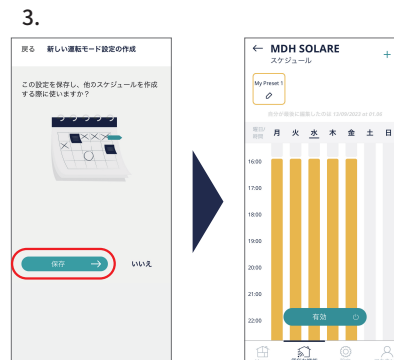 3.
戻る 新しい運転モード設定の作成
この設定を保存し、他のスケジュールを作成
する際に使いますか？
保存 → いいえ
← MDH SOLARE +
スケジュール
My Preset 1
曜日/
時間 月 火 水 木 金 土 日
16:00
17:00
18:00
19:00
20:00
21:00
22:00
有効